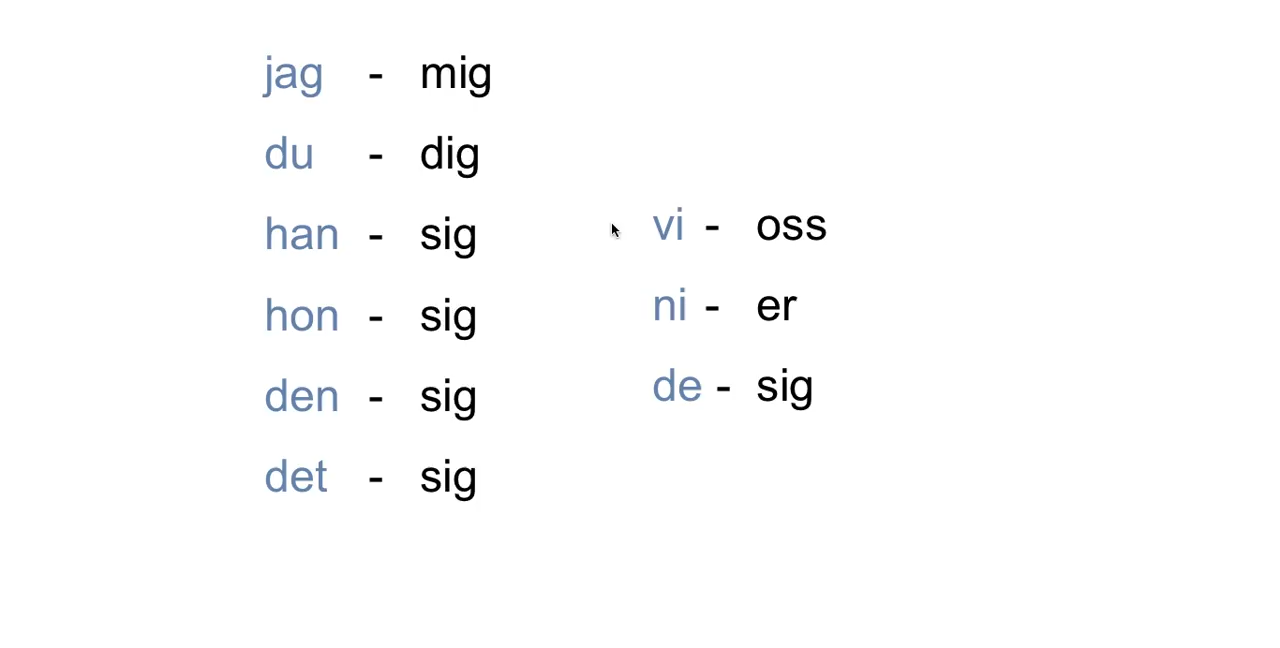 jag - mig
du - dig
han - sig
hon - sig
den - sig
det - sig
vi - oss
ni - er
de - sig